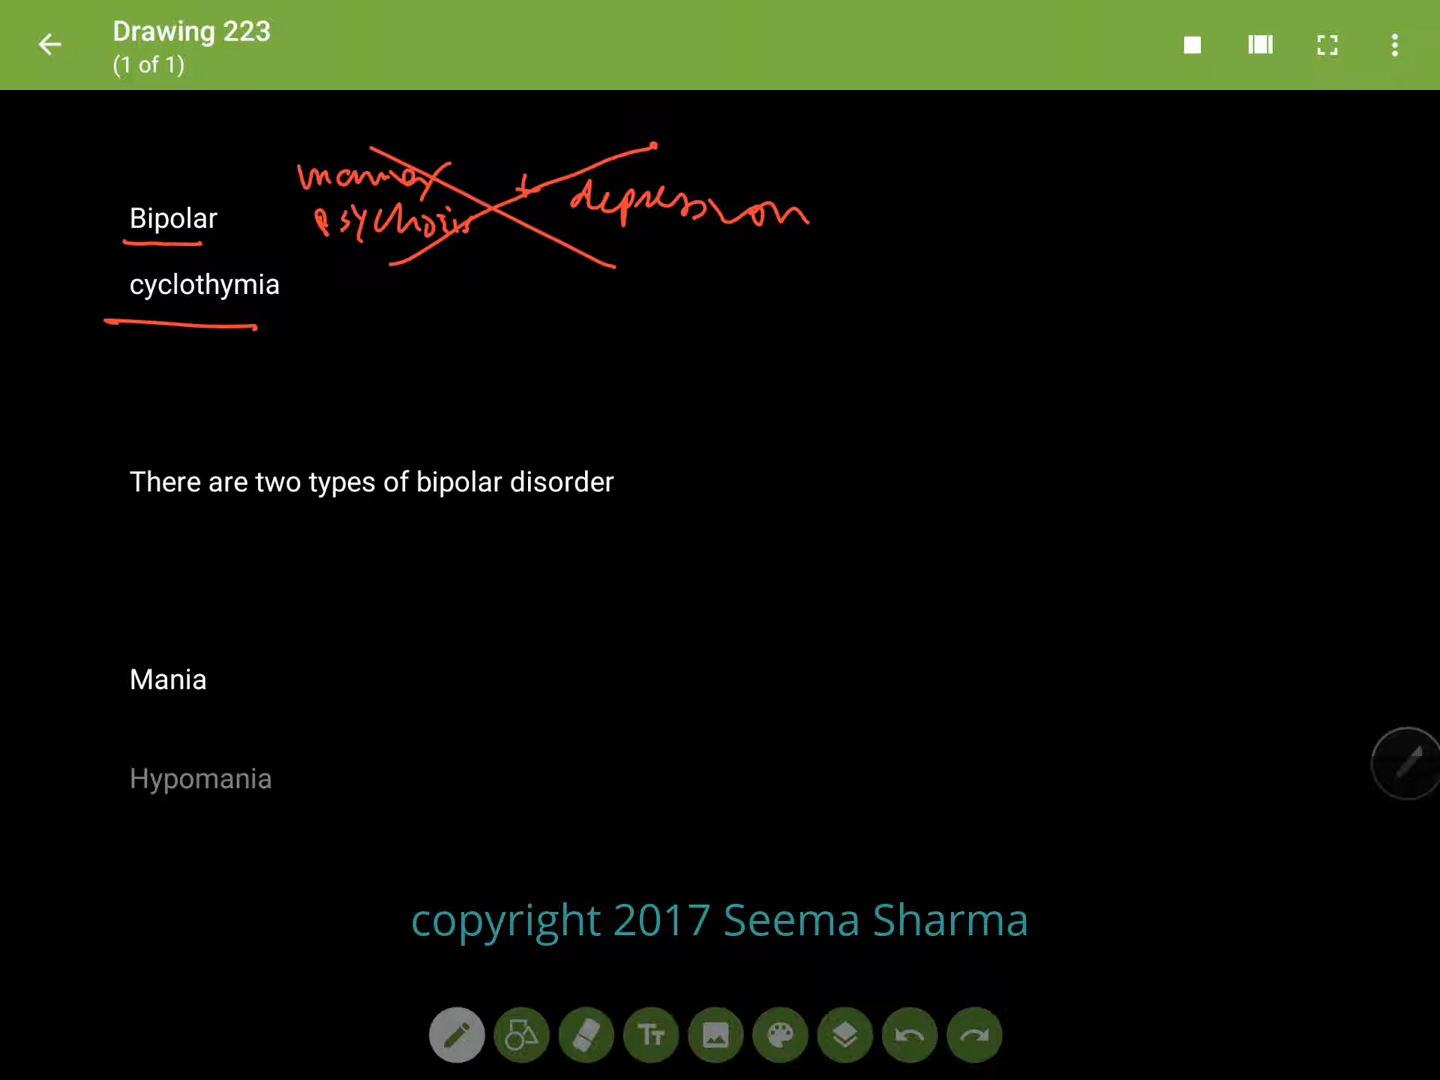 Drawing 223
(1 of 1)
mania/
Bipolar psychosis + depression
cyclothymia
There are two types of bipolar disorder
Mania
Hypomania
copyright 2017 Seema Sharma
Tт